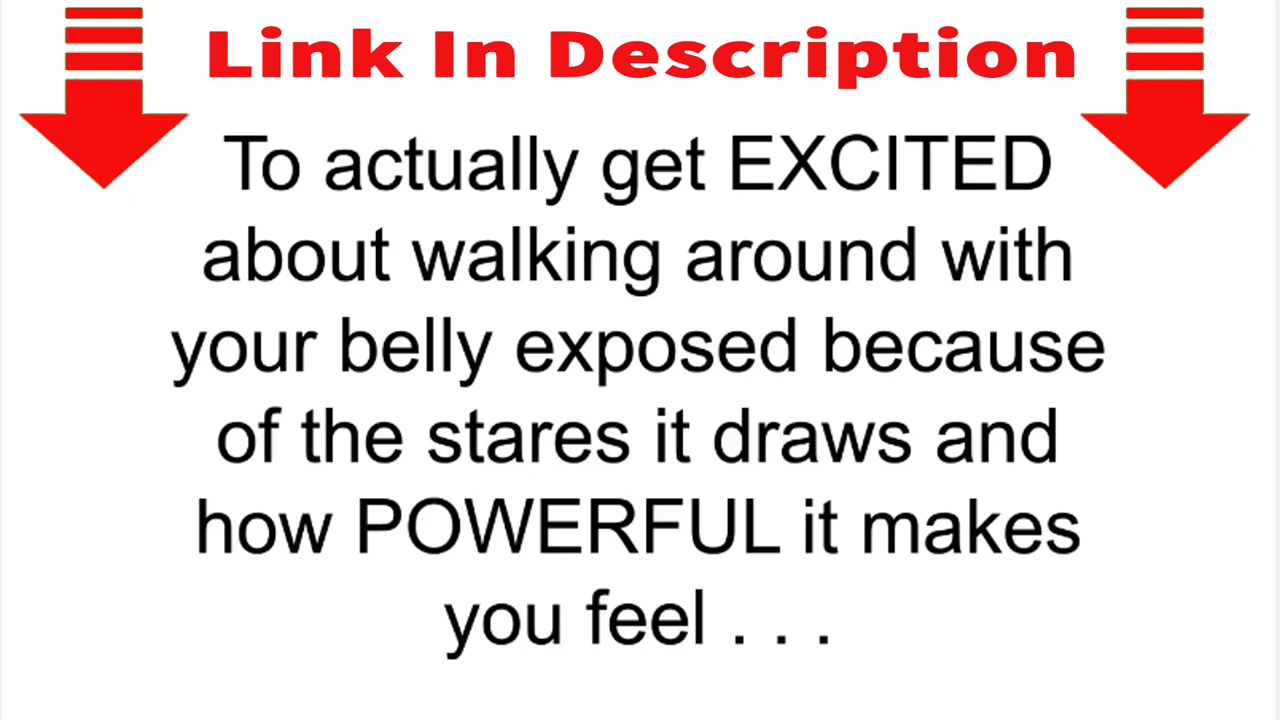 Link In Description
To actually get EXCITED
about walking around with
your belly exposed because
of the stares it draws and
how POWERFUL it makes
you feel . . .